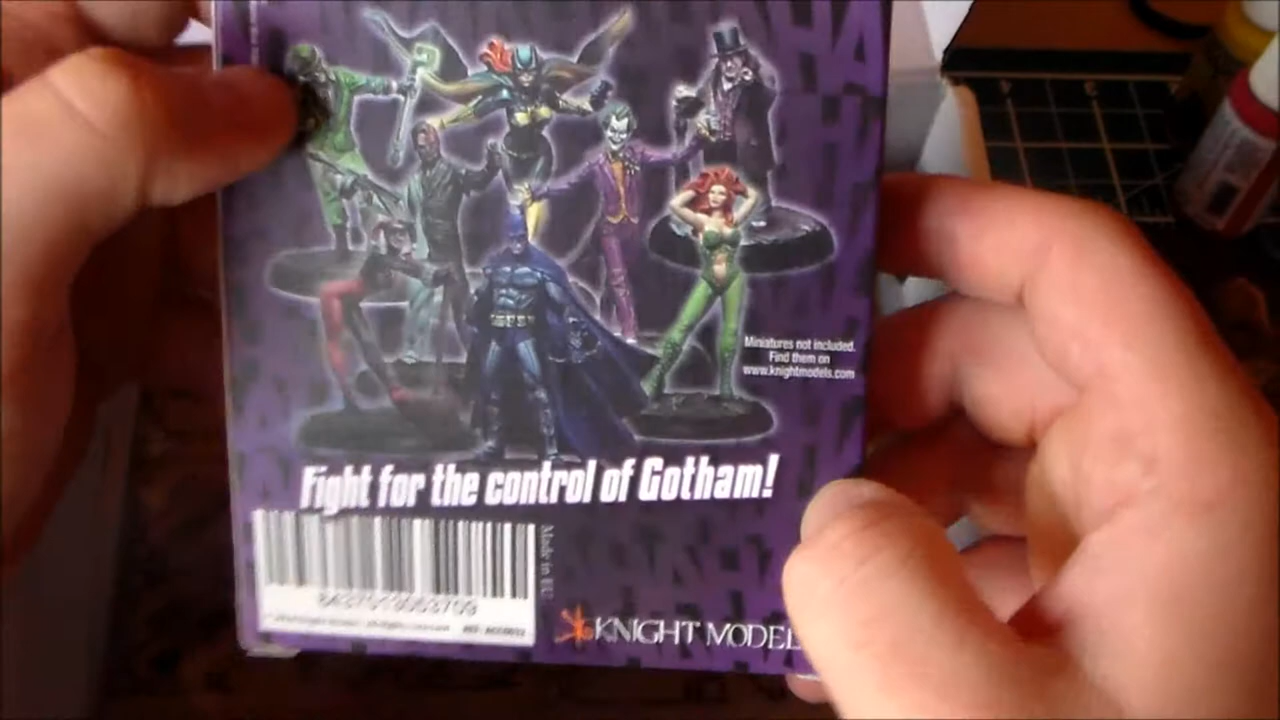 Miniatures not included.
Find them on
www.knightmodels.com
Fight for the control of Gotham!
Made in EU
KNIGHT MODEL